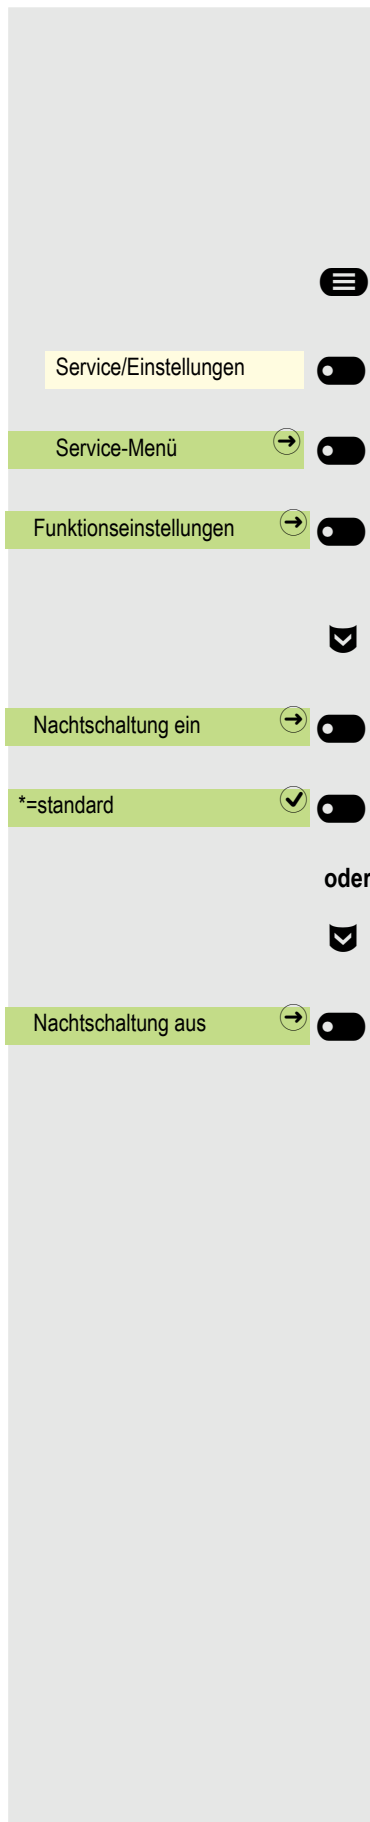 Service/Einstellungen
Service-Menü
Funktionseinstellungen
Nachtschaltung ein
*=standard
oder
Nachtschaltung aus